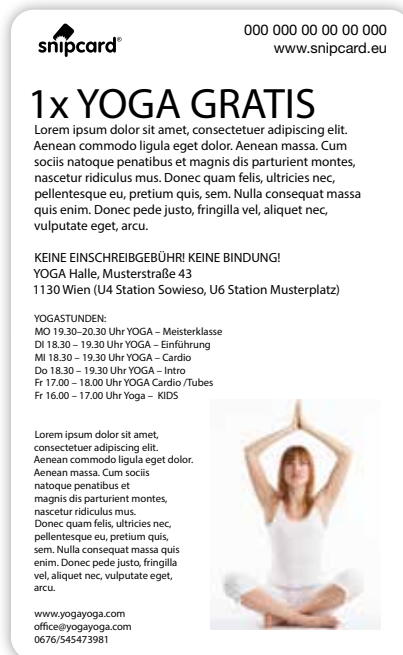 snipcard®
000 000 00 00 00 000
www.snipcard.eu
1x YOGA GRATIS
Lorem ipsum dolor sit amet, consectetuer adipiscing elit.
Aenean commodo ligula eget dolor. Aenean massa. Cum
sociis natoque penatibus et magnis dis parturient montes,
nascetur ridiculus mus. Donec quam felis, ultricies nec,
pellentesque eu, pretium quis, sem. Nulla consequat massa
quis enim. Donec pede justo, fringilla vel, aliquet nec,
vulputate eget, arcu.
KEINE EINSCHREIBGEBÜHR! KEINE BINDUNG!
YOGA Halle, Musterstraße 43
1130 Wien (U4 Station Sowieso, U6 Station Musterplatz)
YOGASTUNDEN:
MO 19.30–20.30 Uhr YOGA – Meisterklasse
DI 18.30 – 19.30 Uhr YOGA – Einführung
MI 18.30 – 19.30 Uhr YOGA – Cardio
Do 18.30 – 19.30 Uhr YOGA – Intro
Fr 17.00 – 18.00 Uhr YOGA Cardio /Tubes
Fr 16.00 – 17.00 Uhr Yoga – KIDS
Lorem ipsum dolor sit amet,
consectetuer adipiscing elit.
Aenean commodo ligula eget dolor.
Aenean massa. Cum sociis
natoque penatibus et
magnis dis parturient montes,
nascetur ridiculus mus.
Donec quam felis, ultricies nec,
pellentesque eu, pretium quis,
sem. Nulla consequat massa quis
enim. Donec pede justo, fringilla
vel, aliquet nec, vulputate eget,
arcu.
www.yogayoga.com
office@yogayoga.com
0676/545473981